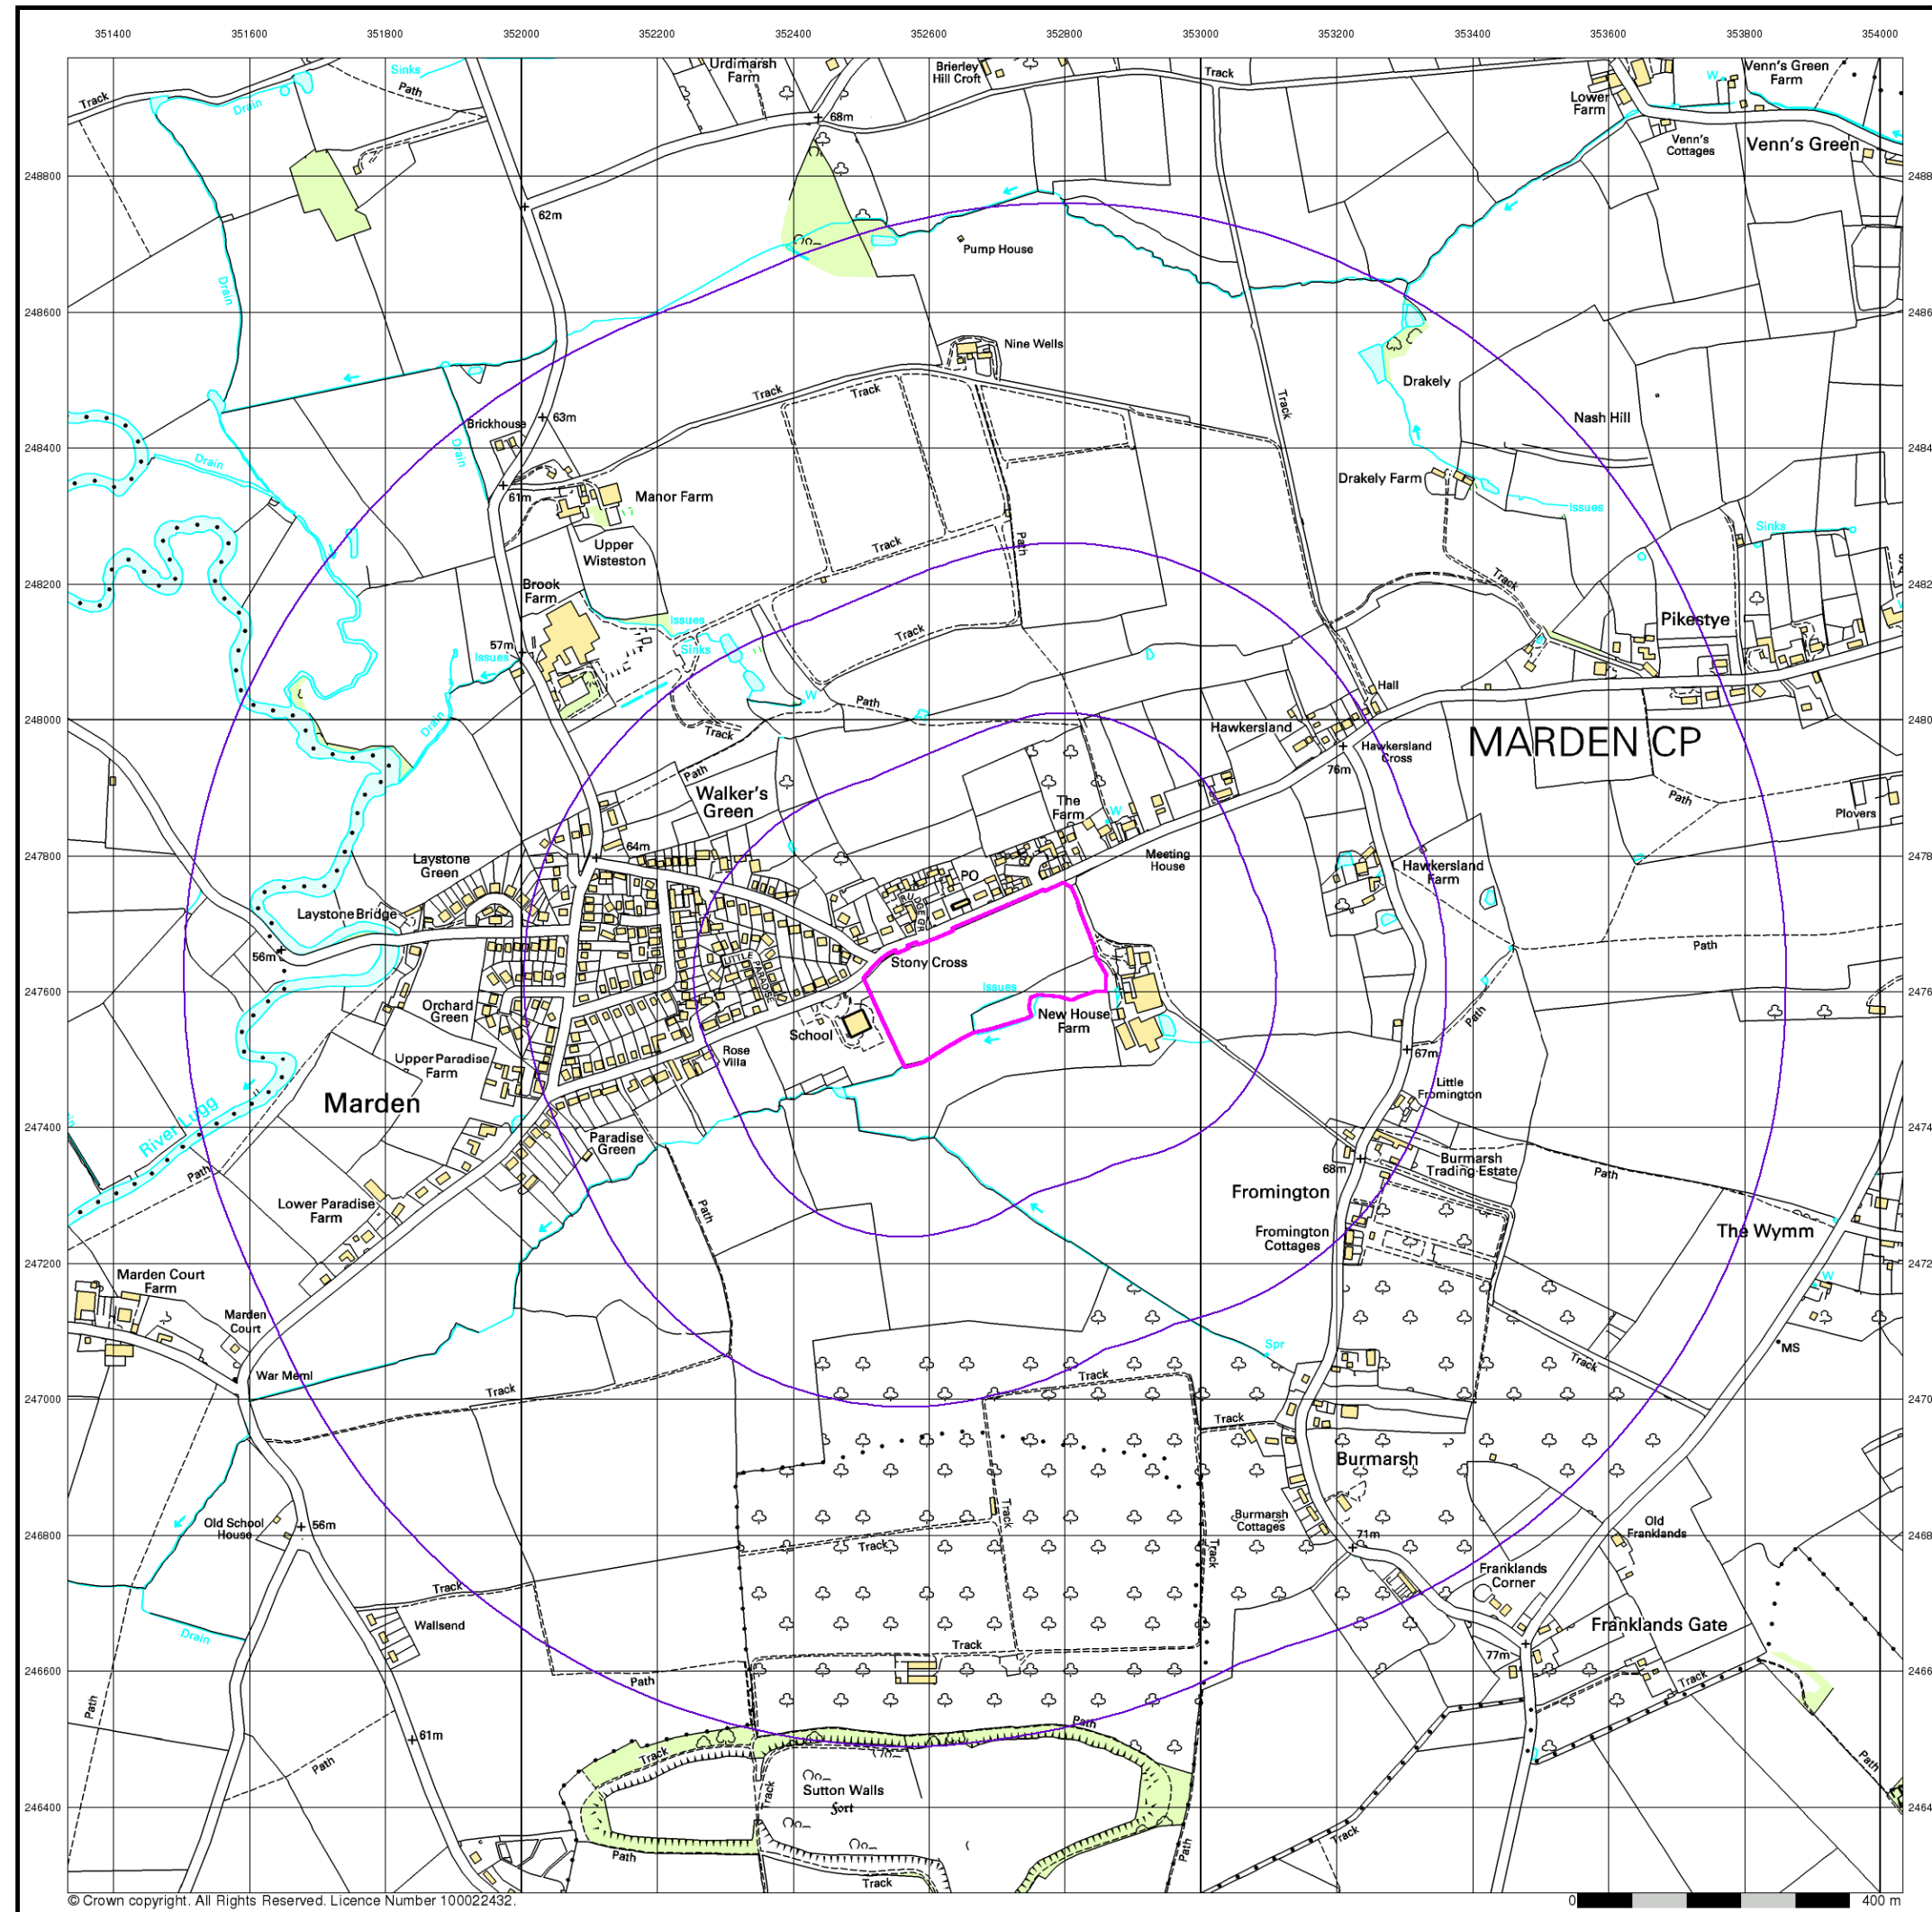 351400 351600 351800 352000 352200 352400 352600 352800 353000 353200 353400 353600 353800 354000
Sinks
Urdimarsh
Farm
Brierley
Hill Croft
Track
W
Venn's Green
Farm
Track
Drain
Path
68m
Lower
Farm
Venn's
Cottages
Venn's Green
248800
62m
Pump House
Drain
248600
Nine Wells
Drakely
Track
Track
Track
Nash Hill
63m
Brickhouse
248400
Drain
Drain
61m
Manor Farm
Drakely Farm
Issues
Sinks
Upper
Wisteston
Track
Path
Brook
Farm
248200
Track
Issues
Track
Pikestye
57m
Issues
Sinks
W
Path
Hall
Drain
Track
248000
Hawkersland
Hawkersland
Cross
76m
MARDEN CP
Path
Walker's
Green
The
Farm
W
Path
Plovers
64m
247800
Laystone
Green
Meeting
House
Hawkersland
Farm
PO
Laystone Bridge
56m
Stony Cross
LITTLE
PARADISE
Path
247600
Issues
Orchard
Green
New House
Farm
School
Path
Upper Paradise
Farm
Rose
Villa
67m
Marden
Little
Fromington
River Lugg
247400
Paradise
Green
Burmarsh
Trading Estate
Path
68m
Path
Lower Paradise
Farm
Path
Fromington
Fromington
Cottages
The Wymm
247200
Marden Court
Farm
W
Marden
Court
Spr
MS
War Meml
Track
Track
Track
247000
Track
Burmarsh
Old School
House
56m
Burmarsh
Cottages
Track
Track
Track
71m
Old
Franklands
246800
Franklands
Corner
Track
Wallsend
Drain
Franklands Gate
Track
77m
246600
Path
Track
Path
Path
61m
Track
Path
Path
Track
Sutton Walls
Fort
246400
Path
Track
Path
Track
© Crown copyright. All Rights Reserved. Licence Number 100022432.
0 400 m